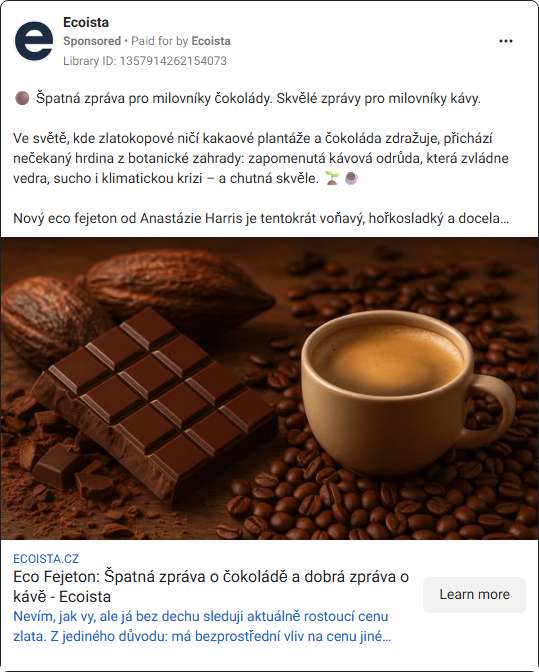 Ecoista
Sponsored • Paid for by Ecoista
Library ID: 1357914262154073
Špatná zpráva pro milovníky čokolády. Skvělé zprávy pro milovníky kávy.
Ve světě, kde zlatokopové ničí kakaové plantáže a čokoláda zdražuje, přichází
nečekaný hrdina z botanické zahrady: zapomenutá kávová odrůda, která zvládne
vedra, sucho i klimatickou krizi – a chutná skvěle. 🌱
Nový eco fejeton od Anastázie Harris je tentokrát voňavý, hořkosladký a docela...
ECOISTA.CZ
Eco Fejeton: Špatná zpráva o čokoládě a dobrá zpráva o
kávě - Ecoista
Learn more
Nevím, jak vy, ale já bez dechu sleduji aktuálně rostoucí cenu
zlata. Z jediného důvodu: má bezprostřední vliv na cenu jiné...